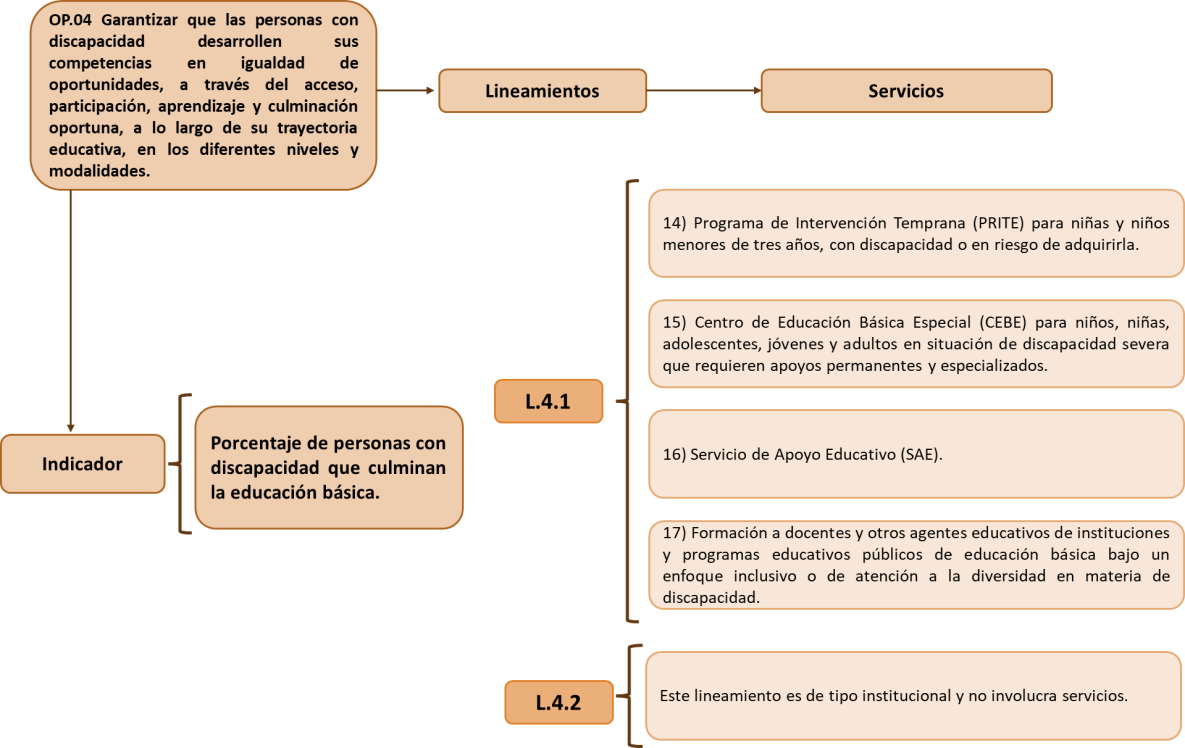 OP.04 Garantizar que las personas con
discapacidad desarrollen sus
competencias en igualdad de
oportunidades, a través del acceso,
participación, aprendizaje y culminación
oportuna, a lo largo de su trayectoria
educativa, en los diferentes niveles y
modalidades.
Lineamientos
Servicios
14) Programa de Intervención Temprana (PRITE) para niñas y niños
menores de tres años, con discapacidad o en riesgo de adquirirla.
15) Centro de Educación Básica Especial (CEBE) para niños, niñas,
adolescentes, jóvenes y adultos en situación de discapacidad severa
que requieren apoyos permanentes y especializados.
L.4.1
16) Servicio de Apoyo Educativo (SAE).
17) Formación a docentes y otros agentes educativos de instituciones
y programas educativos públicos de educación básica bajo un
enfoque inclusivo o de atención a la diversidad en materia de
discapacidad.
Indicador
Porcentaje de personas con
discapacidad que culminan
la educación básica.
L.4.2
Este lineamiento es de tipo institucional y no involucra servicios.